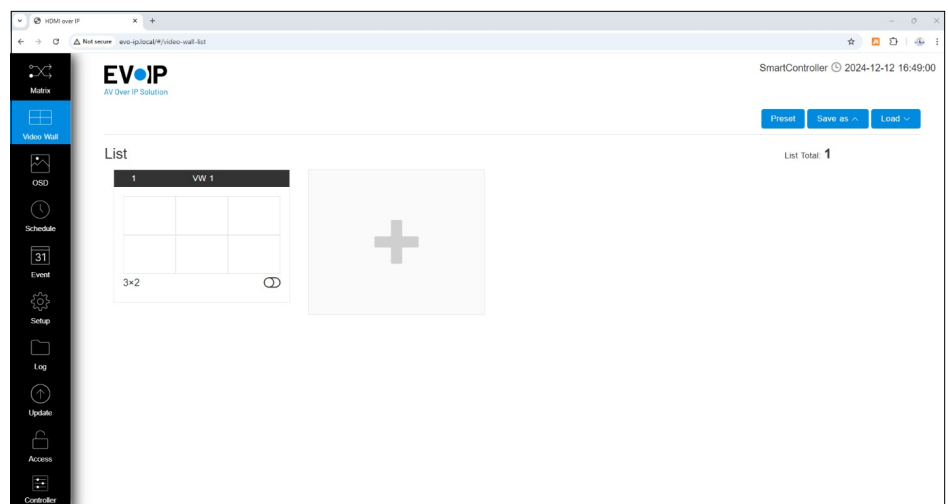 HDMI over IP
Not secure evo-ip.local/#/video-wall-list
EVIP
AV Over IP Solution
SmartController 2024-12-12 16:49:00
Preset Save as Load
Matrix
Video Wall
OSD
Schedule
31
Event
Setup
Log
Update
Access
Controller
List
List Total: 1
1 VW 1
3×2